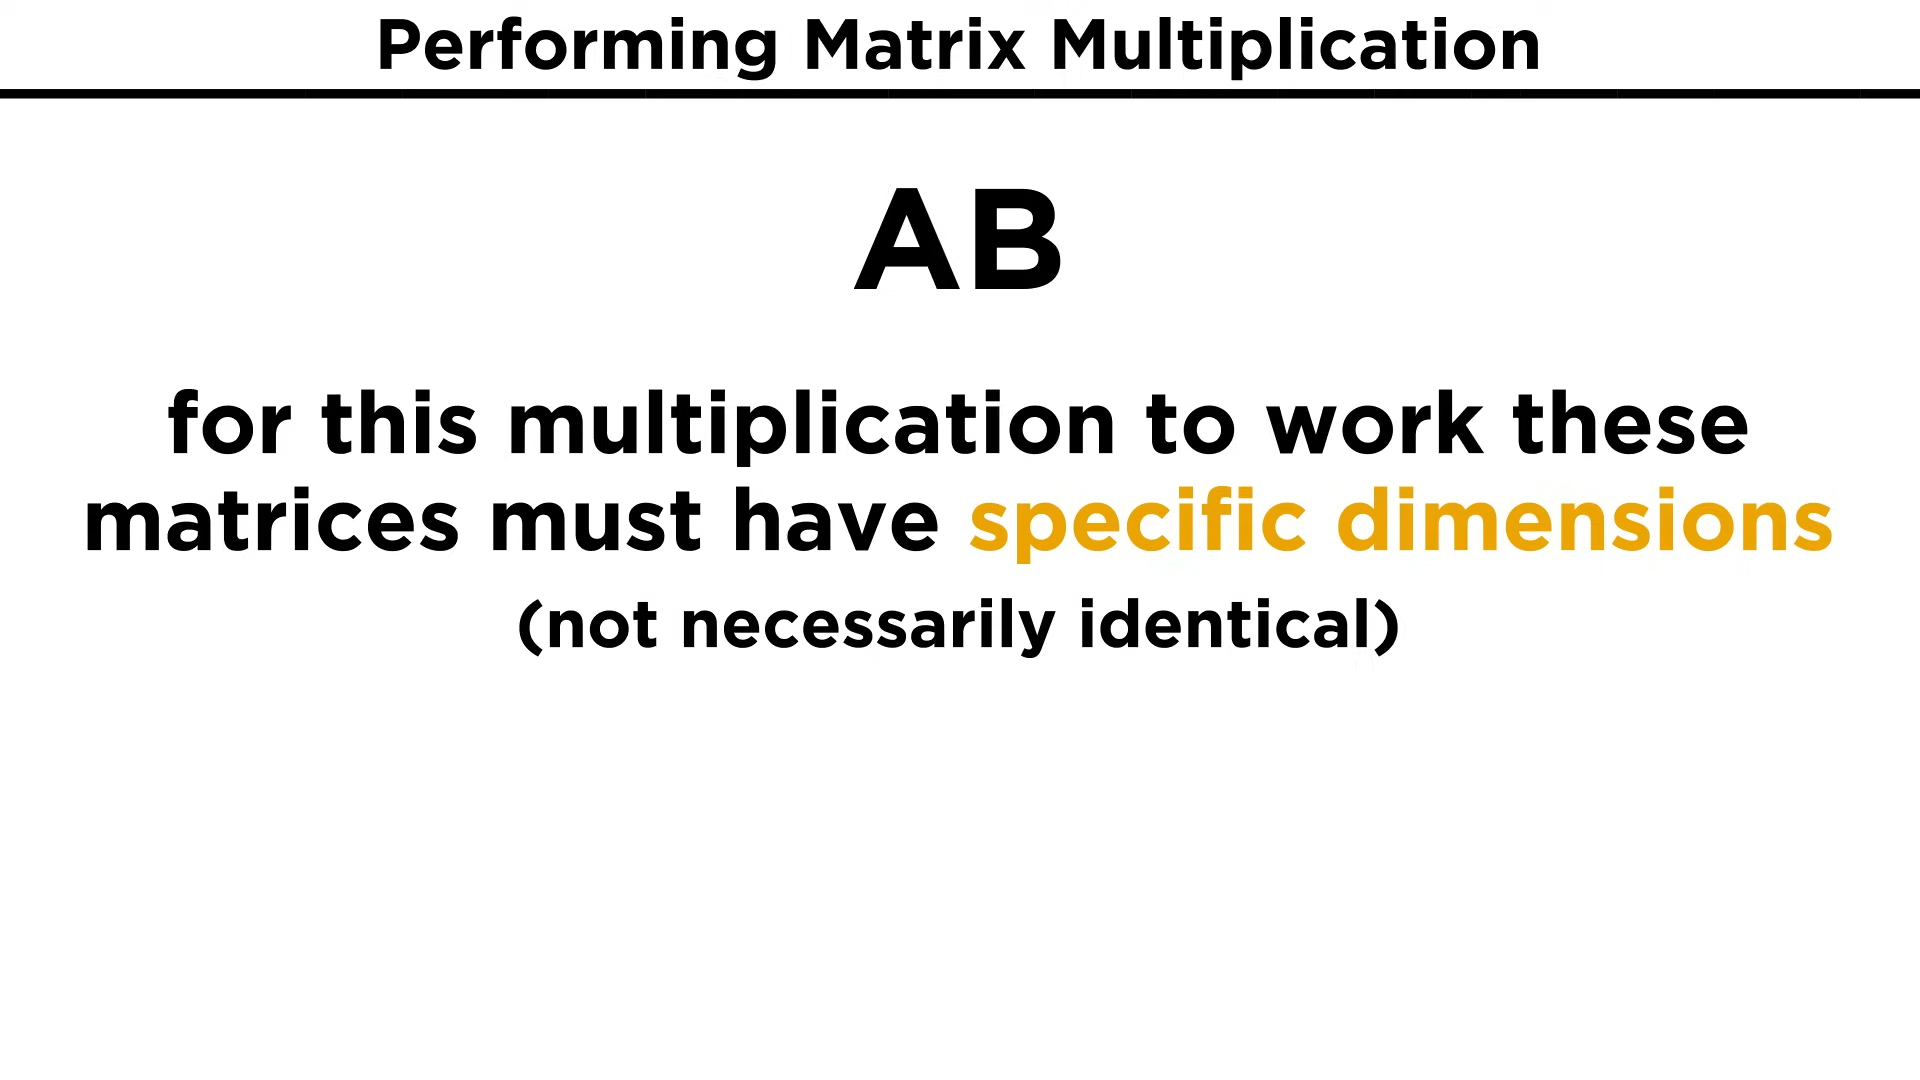 Performing Matrix Multiplication
AB
for this multiplication to work these
matrices must have specific dimensions
(not necessarily identical)